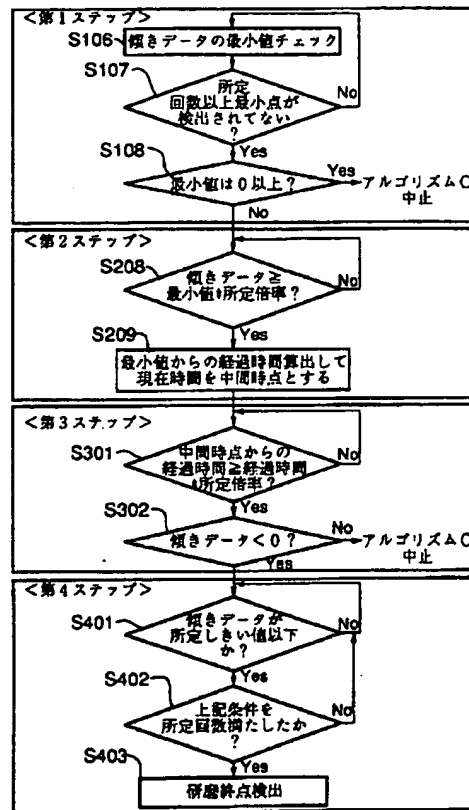 <第1ステップ>
S106
傾きデータの最小値チェック
S107
所定
回数以上最小点が
検出されてない
?
No
Yes
S108
最小値は0以上?
Yes
アルゴリズムC
中止
No
<第2ステップ>
S208
傾きデータ≧
最小値*所定倍率?
No
Yes
S209
最小値からの経過時間算出して
現在時間を中間時点とする
<第3ステップ>
S301
中間時点からの
経過時間≧経過時間
*所定倍率?
No
Yes
S302
傾きデータ<0?
No
アルゴリズムC
中止
Yes
<第4ステップ>
S401
傾きデータが
所定しきい値以下
か?
No
Yes
S402
上記条件を
所定回数満たしたか
?
No
Yes
S403
研磨終点検出